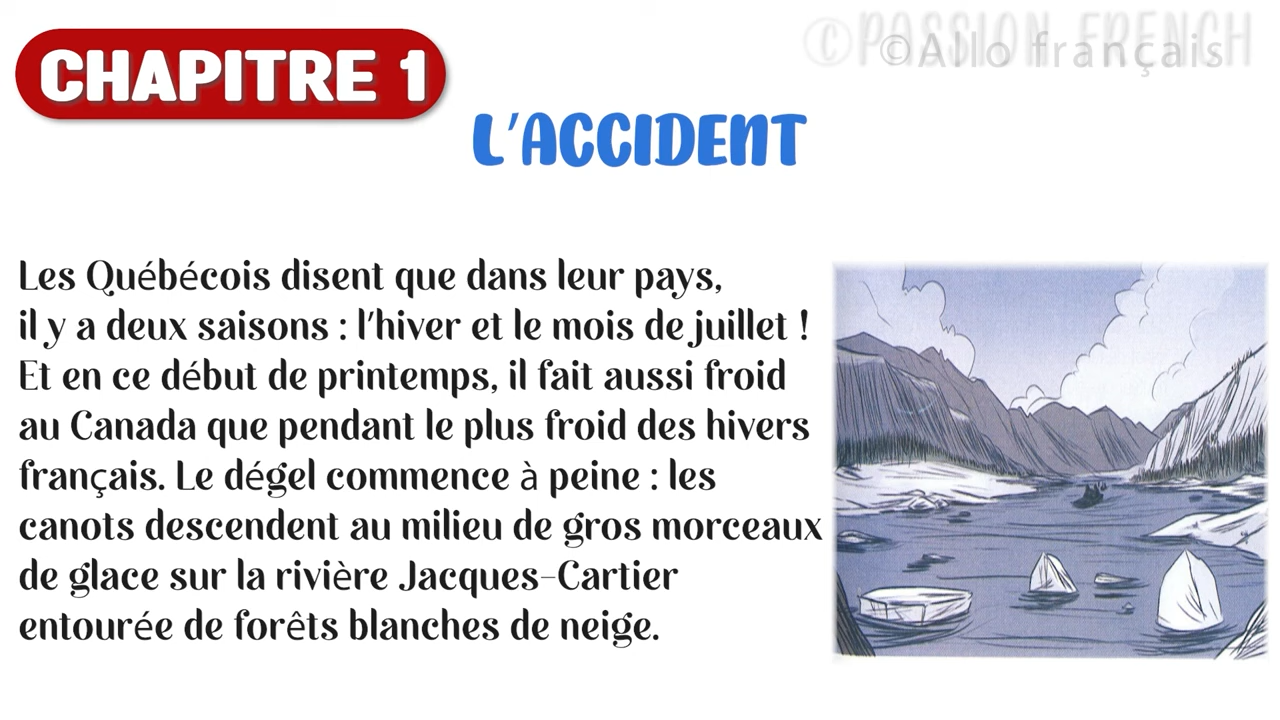 ©PASSION FRENCH
©Allo français
CHAPITRE 1
L'ACCIDENT
Les Québécois disent que dans leur pays,
il y a deux saisons : l'hiver et le mois de juillet !
Et en ce début de printemps, il fait aussi froid
au Canada que pendant le plus froid des hivers
français. Le dégel commence à peine : les
canots descendent au milieu de gros morceaux
de glace sur la rivière Jacques-Cartier
entourée de forêts blanches de neige.